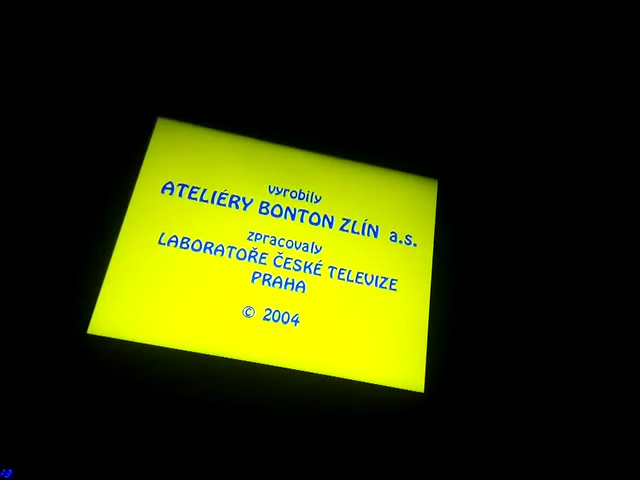 vyrobily
ATELIÉRY BONTON ZLÍN a.s.
zpracovaly
LABORATOŘE ČESKÉ TELEVIZE
PRAHA
© 2004